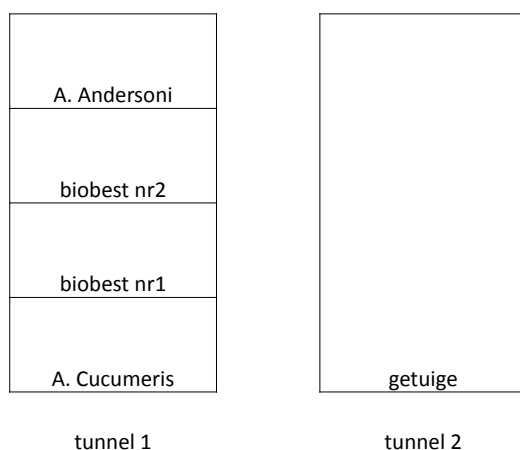 A. Andersoni
biobest nr2
biobest nr1
A. Cucumeris
getuige
tunnel 1
tunnel 2